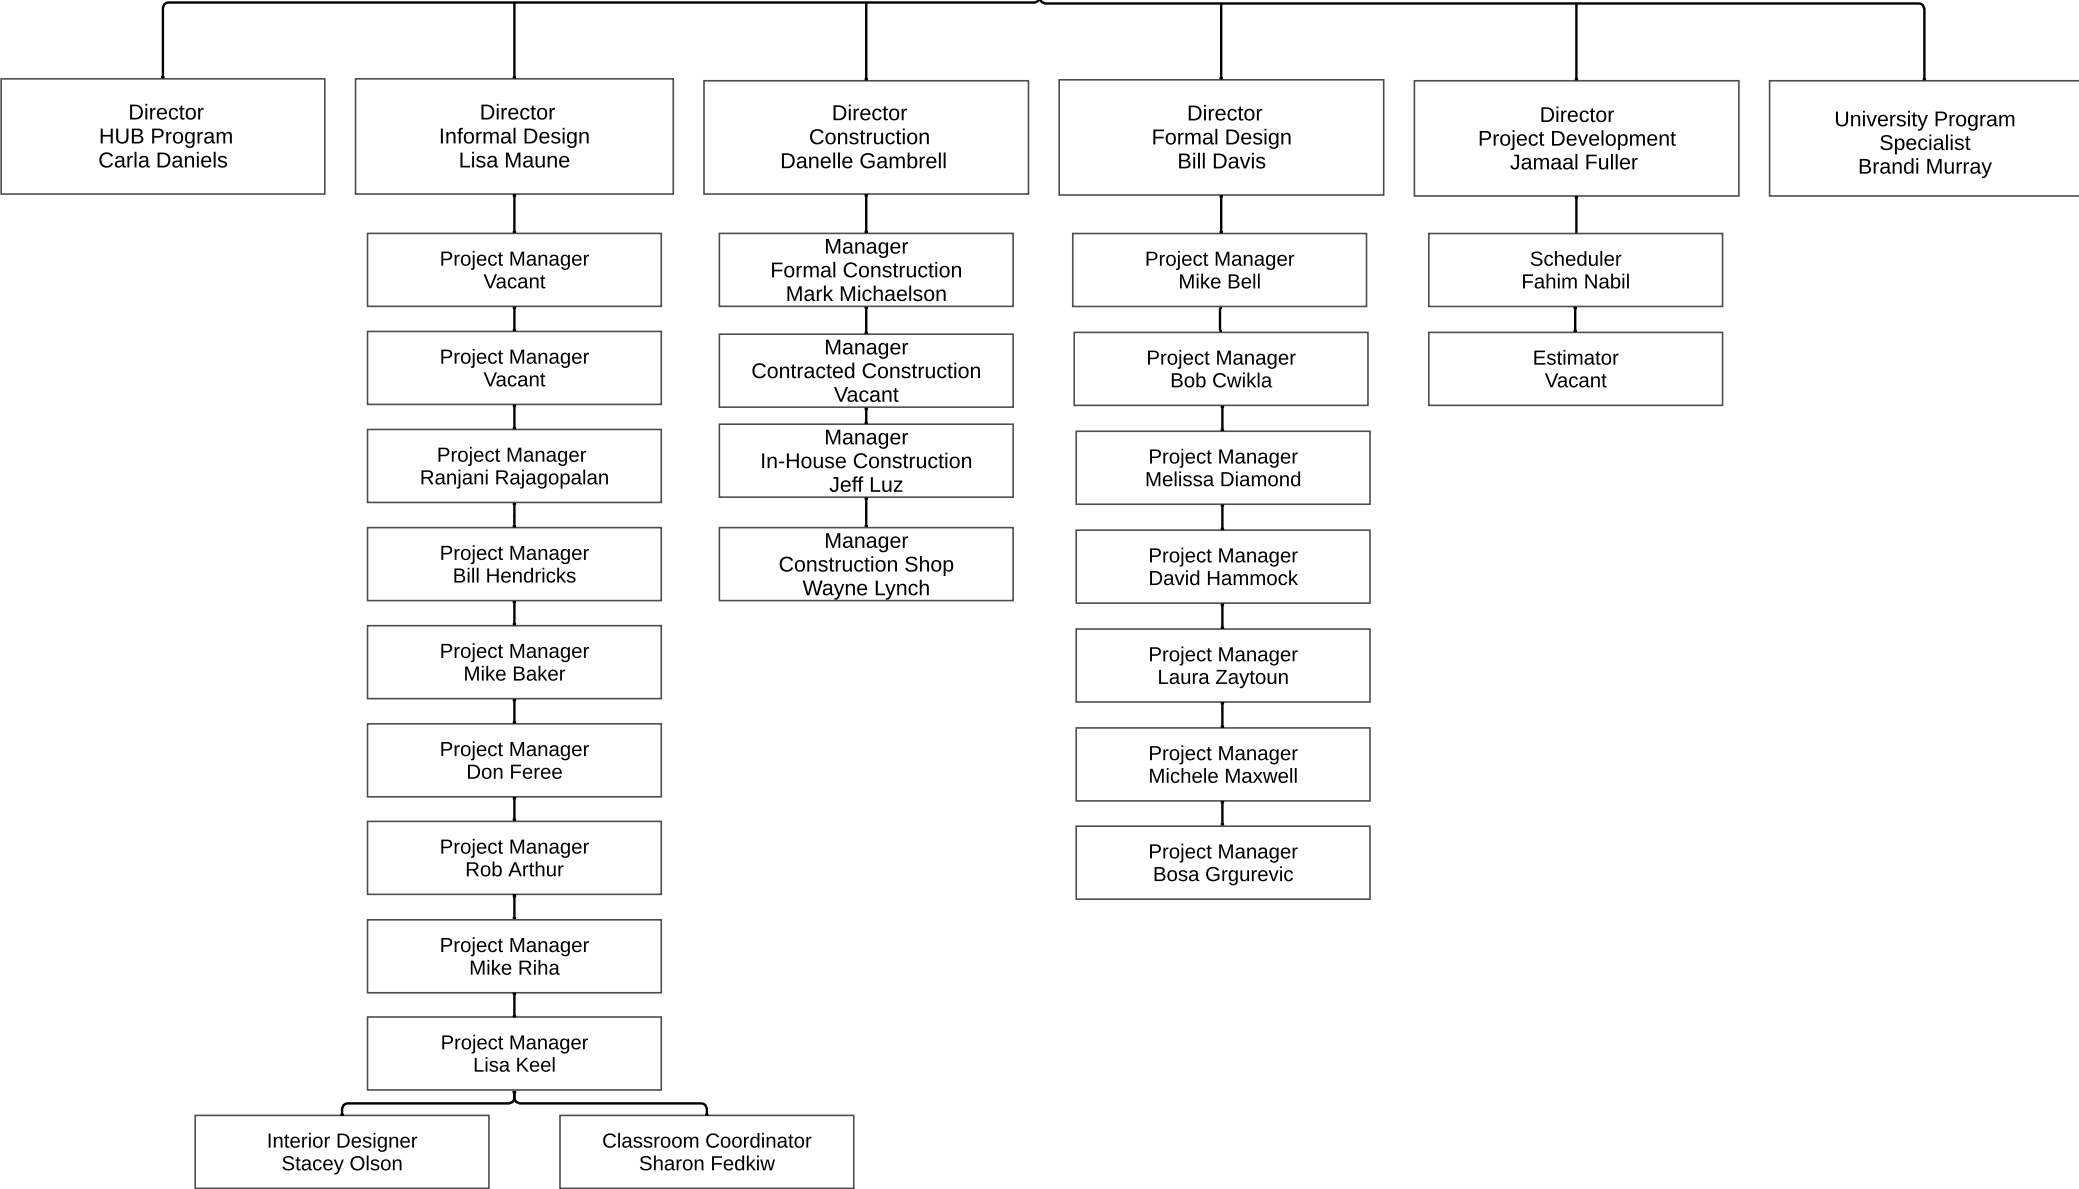 Director
HUB Program
Carla Daniels
Director
Informal Design
Lisa Maune
Director
Construction
Danelle Gambrell
Director
Formal Design
Bill Davis
Director
Project Development
Jamaal Fuller
University Program
Specialist
Brandi Murray
Project Manager
Vacant
Project Manager
Vacant
Project Manager
Ranjani Rajagopalan
Project Manager
Bill Hendricks
Project Manager
Mike Baker
Project Manager
Don Feree
Project Manager
Rob Arthur
Project Manager
Mike Riha
Project Manager
Lisa Keel
Interior Designer
Stacey Olson
Classroom Coordinator
Sharon Fedkiw
Manager
Formal Construction
Mark Michaelson
Manager
Contracted Construction
Vacant
Manager
In-House Construction
Jeff Luz
Manager
Construction Shop
Wayne Lynch
Project Manager
Mike Bell
Project Manager
Bob Cwikla
Project Manager
Melissa Diamond
Project Manager
David Hammock
Project Manager
Laura Zaytoun
Project Manager
Michele Maxwell
Project Manager
Bosa Grgurevic
Scheduler
Fahim Nabil
Estimator
Vacant